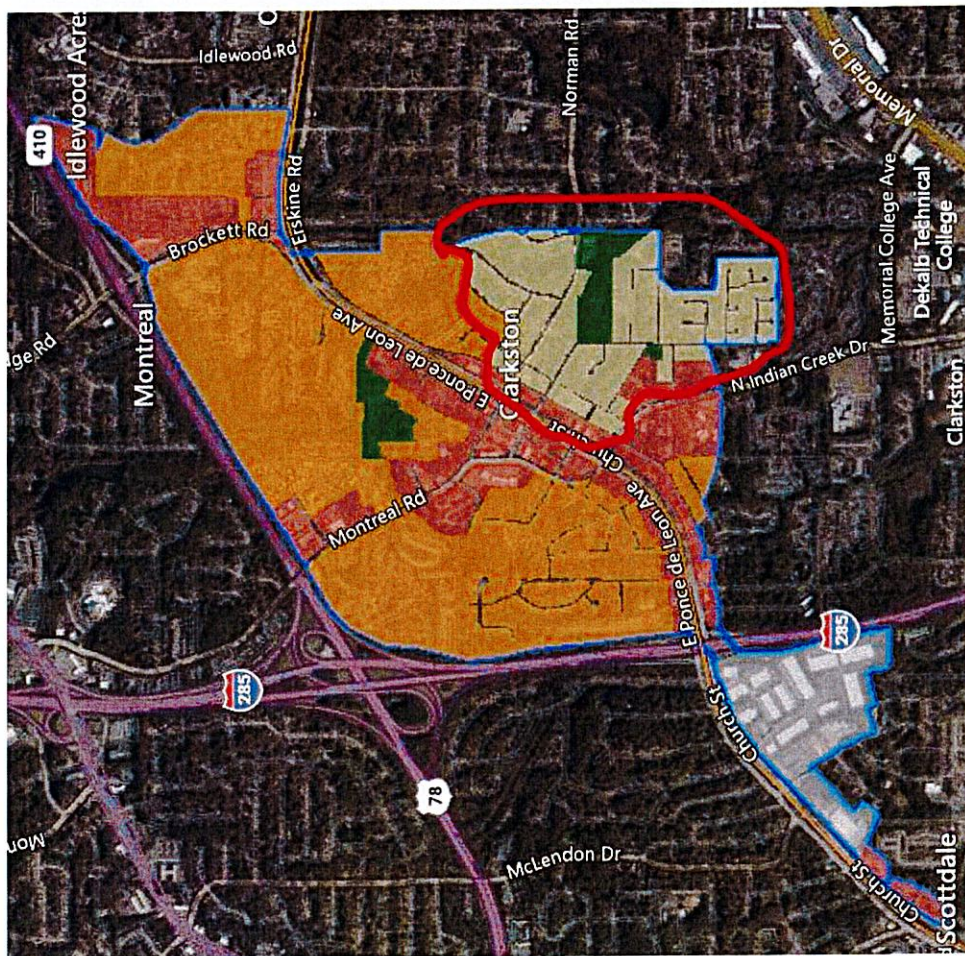 Idlewood Rd
410
Idlewood Acres
Norman Rd
Memorial Dr
Erskine Rd
Brockett Rd
dge Rd
Montreal
E Ponce de Leon Ave
Clarkston
Memorial College Ave
Dekalb Technical
College
N Indian Creek Dr
Clarkston
Montreal Rd
E Ponce de Leon Ave
285
285
Church St
78
McLendon Dr
Church St
Scottdale